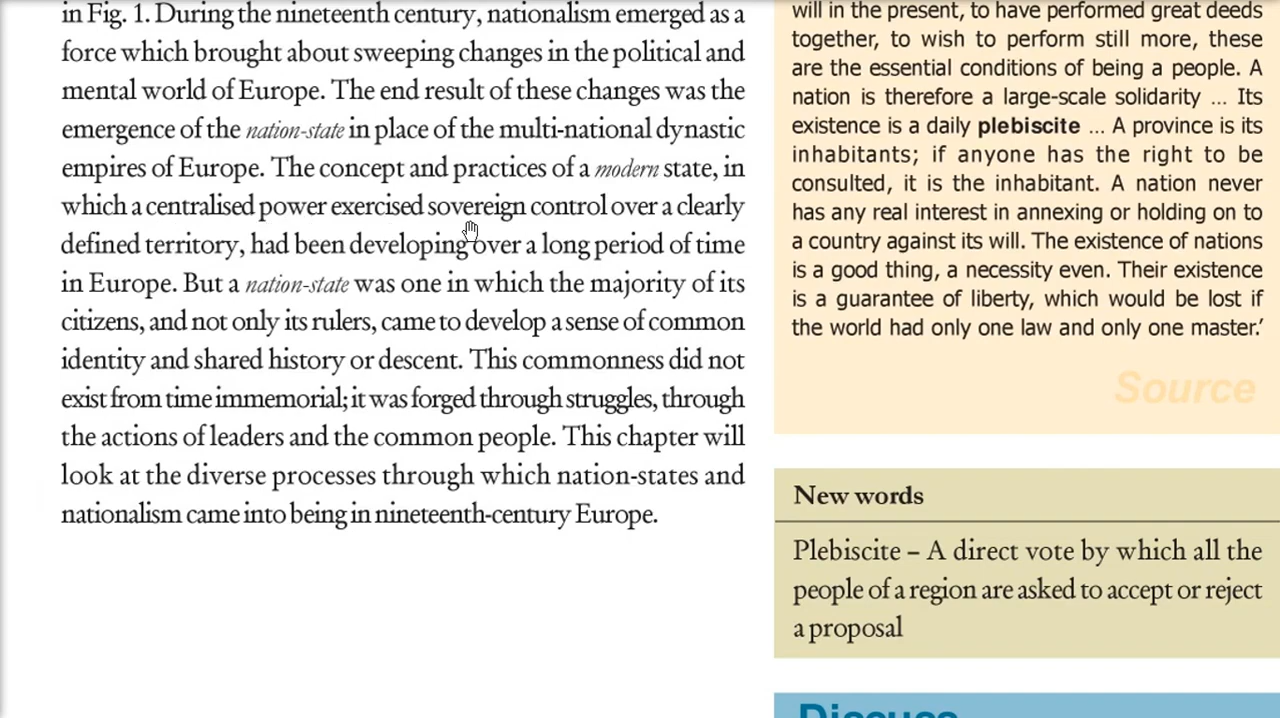 in Fig. 1. During the nineteenth century, nationalism emerged as a
force which brought about sweeping changes in the political and
mental world of Europe. The end result of these changes was the
emergence of the nation-state in place of the multi-national dynastic
empires of Europe. The concept and practices of a modern state, in
which a centralised power exercised sovereign control over a clearly
defined territory, had been developing over a long period of time
in Europe. But a nation-state was one in which the majority of its
citizens, and not only its rulers, came to develop a sense of common
identity and shared history or descent. This commonness did not
exist from time immemorial; it was forged through struggles, through
the actions of leaders and the common people. This chapter will
look at the diverse processes through which nation-states and
nationalism came into being in nineteenth-century Europe.
will in the present, to have performed great deeds
together, to wish to perform still more, these
are the essential conditions of being a people. A
nation is therefore a large-scale solidarity ... Its
existence is a daily plebiscite ... A province is its
inhabitants; if anyone has the right to be
consulted, it is the inhabitant. A nation never
has any real interest in annexing or holding on to
a country against its will. The existence of nations
is a good thing, a necessity even. Their existence
is a guarantee of liberty, which would be lost if
the world had only one law and only one master.’
Source
New words
Plebiscite – A direct vote by which all the
people of a region are asked to accept or reject
a proposal
Discuss